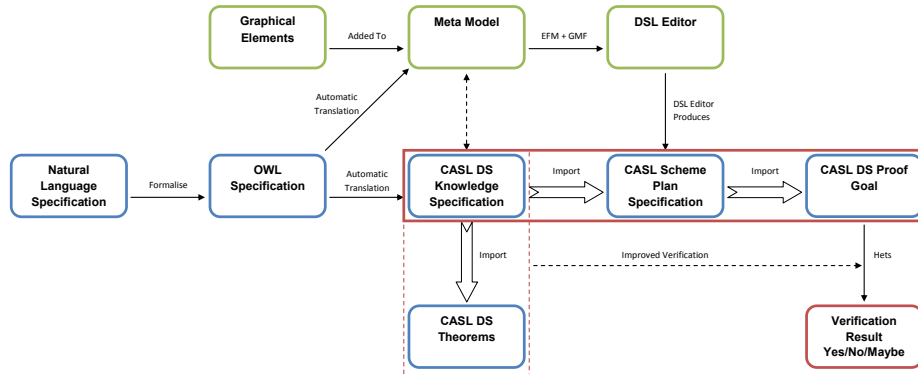 Graphical
Elements
Added To
Meta Model
EFM + GMF
DSL Editor
Automatic
Translation
DSL Editor
Produces
Natural
Language
Specification
Formalise
OWL
Specification
Automatic
Translation
CASL DS
Knowledge
Specification
Import
CASL Scheme
Plan
Specification
Import
CASL DS Proof
Goal
Import
Improved Verification
Hets
CASL DS
Theorems
Verification
Result
Yes/No/Maybe